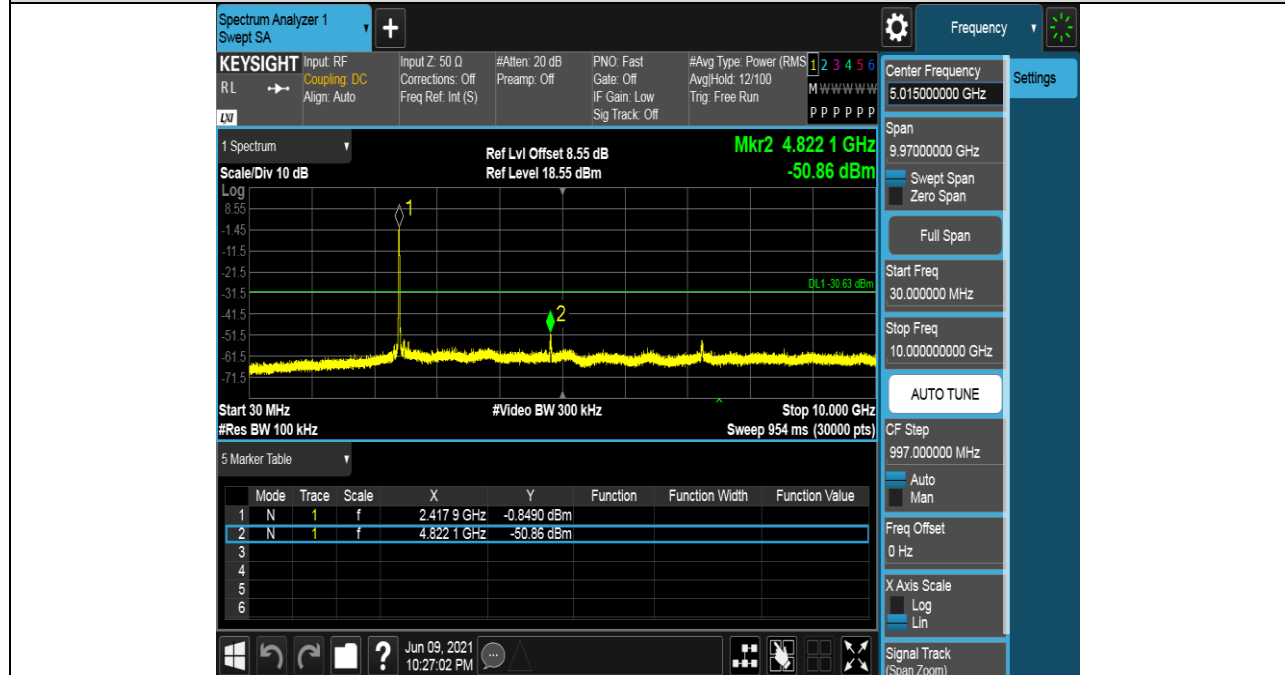 Spectrum Analyzer 1
Swept SA
+
Frequency
KEYSIGHT
RL
LXI
Input: RF
Coupling: DC
Align: Auto
Input Z: 50 Ω
Corrections: Off
Freq Ref: Int (S)
#Atten: 20 dB
Preamp: Off
PNO: Fast
Gate: Off
IF Gain: Low
Sig Track: Off
#Avg Type: Power (RMS
Avg|Hold: 12/100
Trig: Free Run
1 2 3 4 5 6
M W W W W W
P P P P P P
1 Spectrum
Scale/Div 10 dB
Ref Lvl Offset 8.55 dB
Ref Level 18.55 dBm
Mkr2 4.822 1 GHz
-50.86 dBm
Log
8.55
-1.45
-11.5
-21.5
-31.5
-41.5
-51.5
-61.5
-71.5
1
2
DL1 -30.63 dBm
Start 30 MHz
#Video BW 300 kHz
Stop 10.000 GHz
#Res BW 100 kHz
Sweep 954 ms (30000 pts)
5 Marker Table
Mode Trace Scale X Y Function Function Width Function Value
1 N 1 f 2.417 9 GHz -0.8490 dBm
2 N 1 f 4.822 1 GHz -50.86 dBm
3
4
5
6
?
Jun 09, 2021
10:27:02 PM
Settings
Center Frequency
5.015000000 GHz
Span
9.97000000 GHz
Swept Span
Zero Span
Full Span
Start Freq
30.000000 MHz
Stop Freq
10.000000000 GHz
AUTO TUNE
CF Step
997.000000 MHz
Auto
Man
Freq Offset
0 Hz
X Axis Scale
Log
Lin
Signal Track
(Span Zoom)